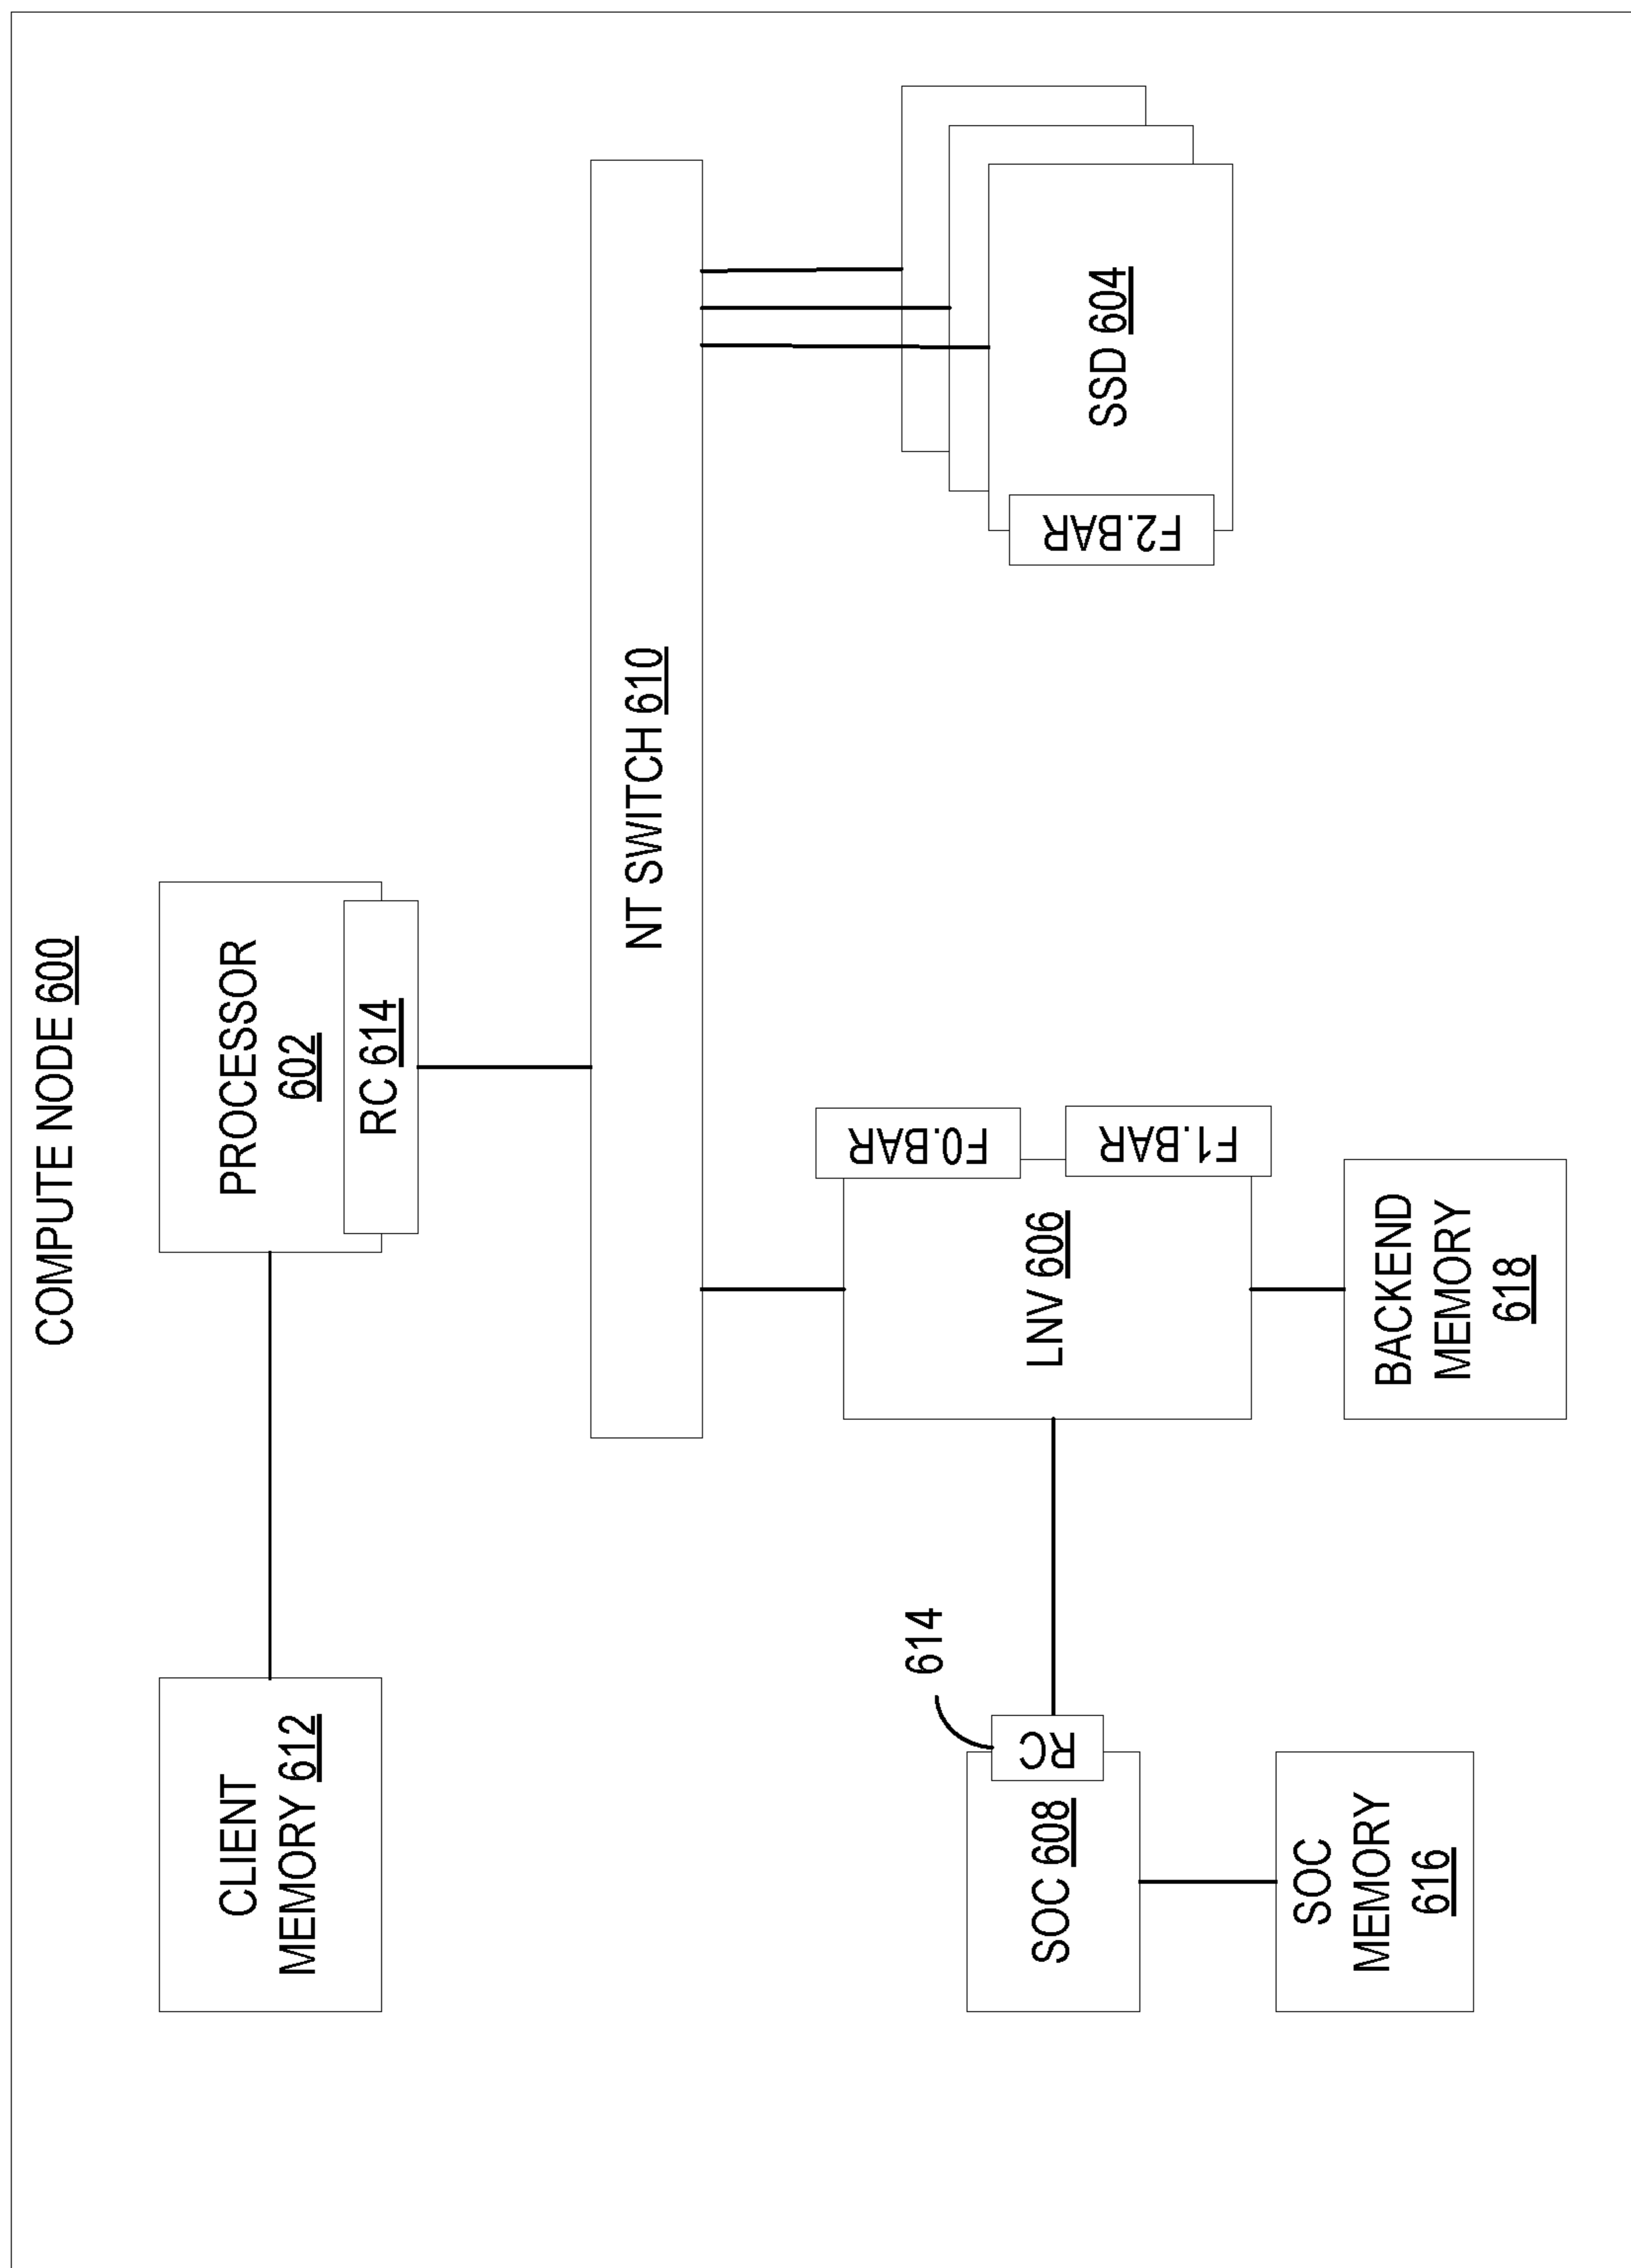 COMPUTE NODE 600
CLIENT
MEMORY 612
PROCESSOR
602
RC 614
NT SWITCH 610
614
RC
SOC 608
SOC
MEMORY
616
F0.BAR
F1.BAR
LNV 606
BACKEND
MEMORY
618
F2.BAR
SSD 604